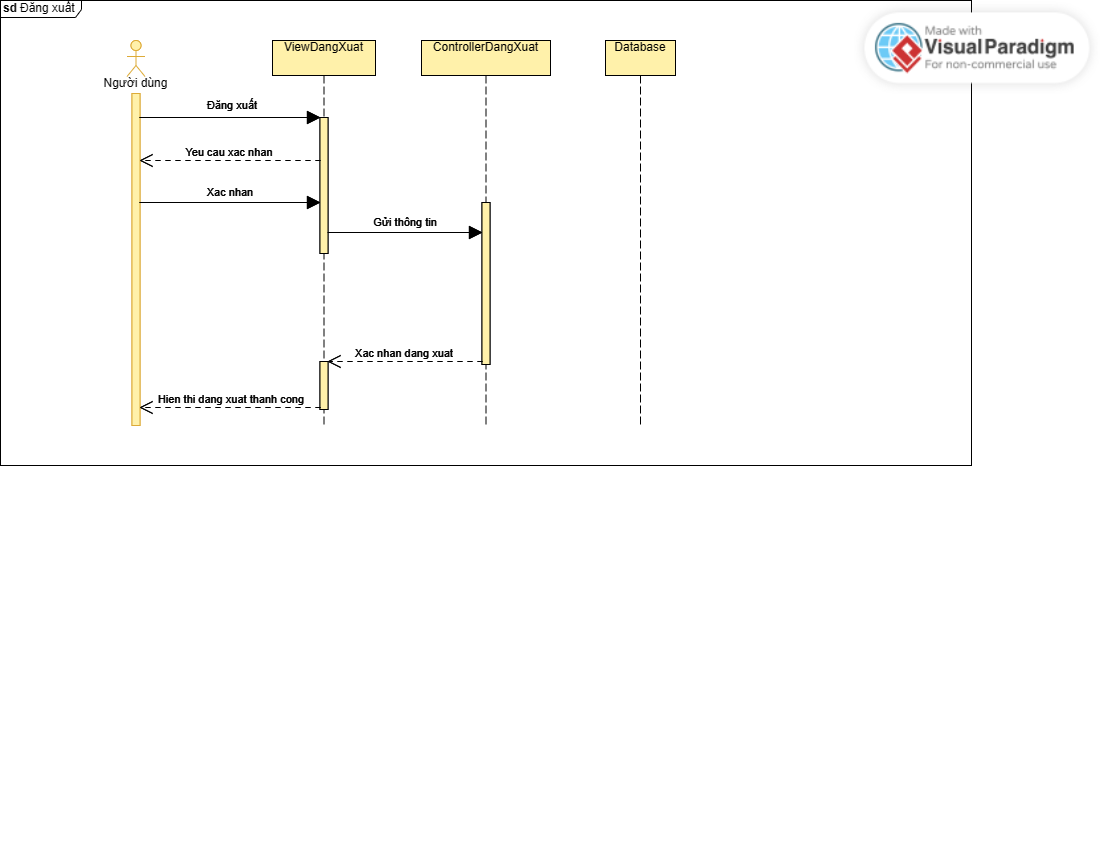 sd Đăng xuất
Made with
Visual Paradigm
For non-commercial use
ViewDangXuat
ControllerDangXuat
Database
Người dùng
Đăng xuất
Yeu cau xac nhan
Xac nhan
Gửi thông tin
Xac nhan dang xuat
Hien thi dang xuat thanh cong